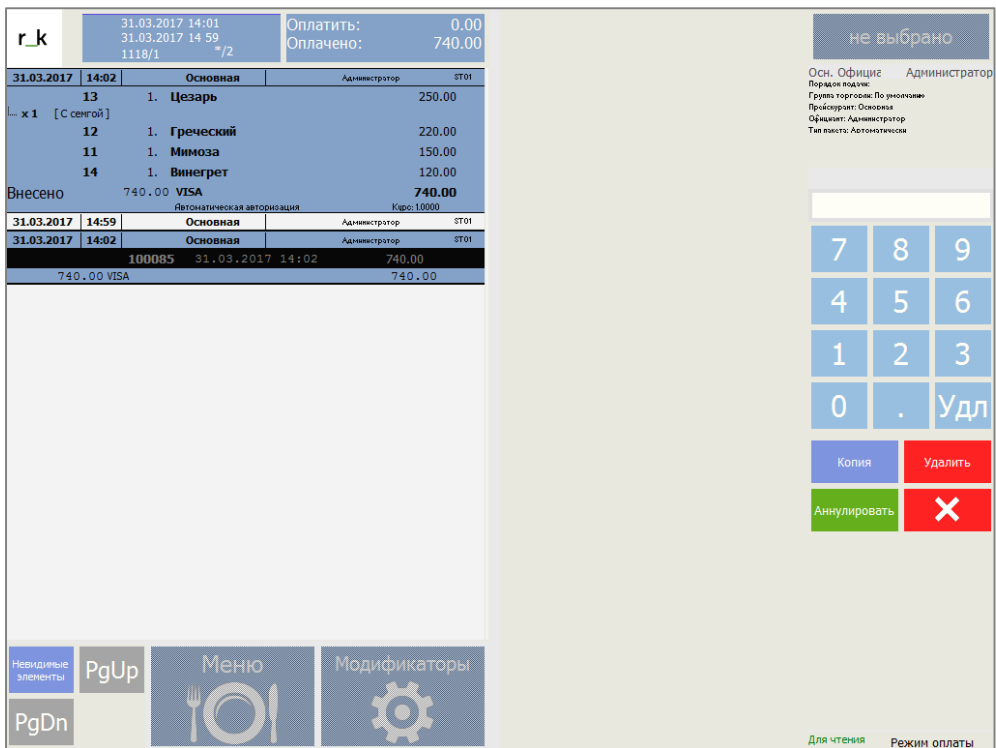 r_k
31.03.2017 14:01
31.03.2017 14 59
1118/1 */2
Оплатить: 0.00
Оплачено: 740.00
31.03.2017 14:02 Основная Администратор ST01
13 1. Цезарь 250.00
x 1 [С семгой]
12 1. Греческий 220.00
11 1. Мимоза 150.00
14 1. Винегрет 120.00
Внесено 740.00 VISA 740.00
Автоматическая авторизация Курс: 1.0000
31.03.2017 14:59 Основная Администратор ST01
31.03.2017 14:02 Основная Администратор ST01
100085 31.03.2017 14:02 740.00
740.00 VISA 740.00
Невидимые
элементы
PgUp
PgDn
Меню
Модификаторы
не выбрано
Осн. Официа Администратор
Порядок подачи:
Группа торговли: По умолчанию
Прейскурант: Основная
Официант: Администратор
Тип пакета: Автоматически
7 8 9
4 5 6
1 2 3
0 . Удл
Копия Удалить
Аннулировать
Для чтения Режим оплаты